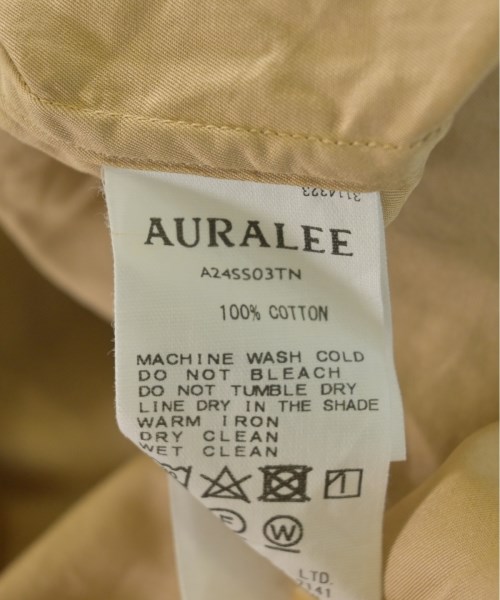 3114323
AURALEE
A24SS03TN
100% COTTON
MACHINE WASH COLD
DO NOT BLEACH
DO NOT TUMBLE DRY
LINE DRY IN THE SHADE
WARM IRON
DRY CLEAN
WET CLEAN
W
LTD.